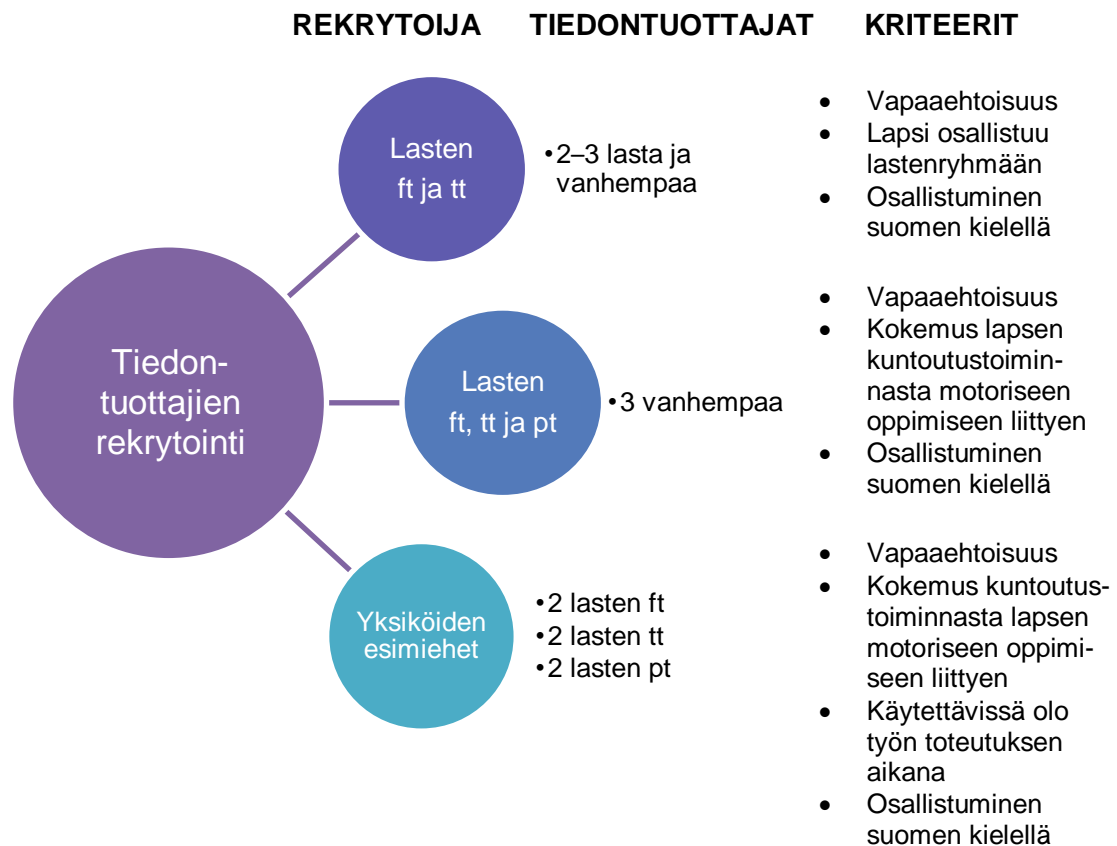 REKRYTOIJA TIEDONTUOTTAJAT KRITEERIT
Tiedon-
tuottajien
rekrytointi
Lasten
ft ja tt
•2–3 lasta ja
vanhempaa
• Vapaaehtoisuus
• Lapsi osallistuu
lastenryhmään
• Osallistuminen
suomen kielellä
Lasten
ft, tt ja pt
•3 vanhempaa
• Vapaaehtoisuus
• Kokemus lapsen
kuntoutustoimin-
nasta motoriseen
oppimiseen liittyen
• Osallistuminen
suomen kielellä
Yksiköiden
esimiehet
•2 lasten ft
•2 lasten tt
•2 lasten pt
• Vapaaehtoisuus
• Kokemus kuntoutus-
toiminnasta lapsen
motoriseen oppimi-
seen liittyen
• Käytettävissä olo
työn toteutuksen
aikana
• Osallistuminen
suomen kielellä